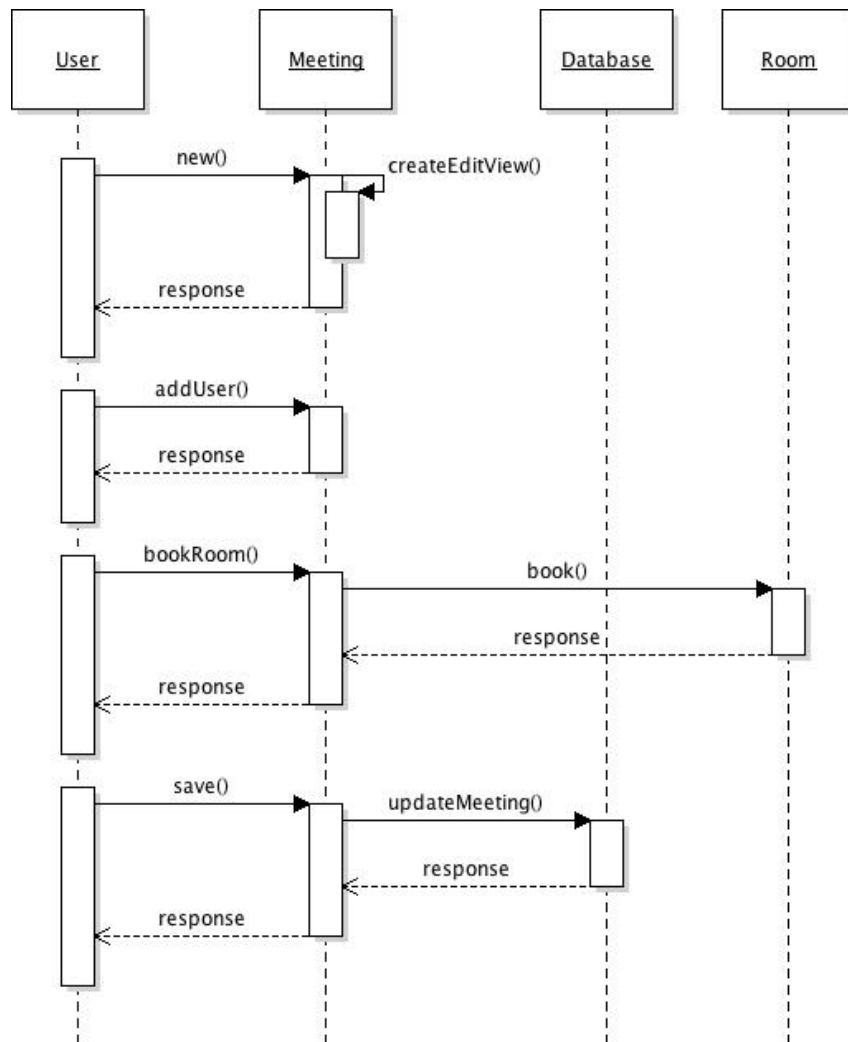 User
Meeting
Database
Room
new()
createEditView()
response
addUser()
response
bookRoom()
book()
response
response
save()
updateMeeting()
response
response